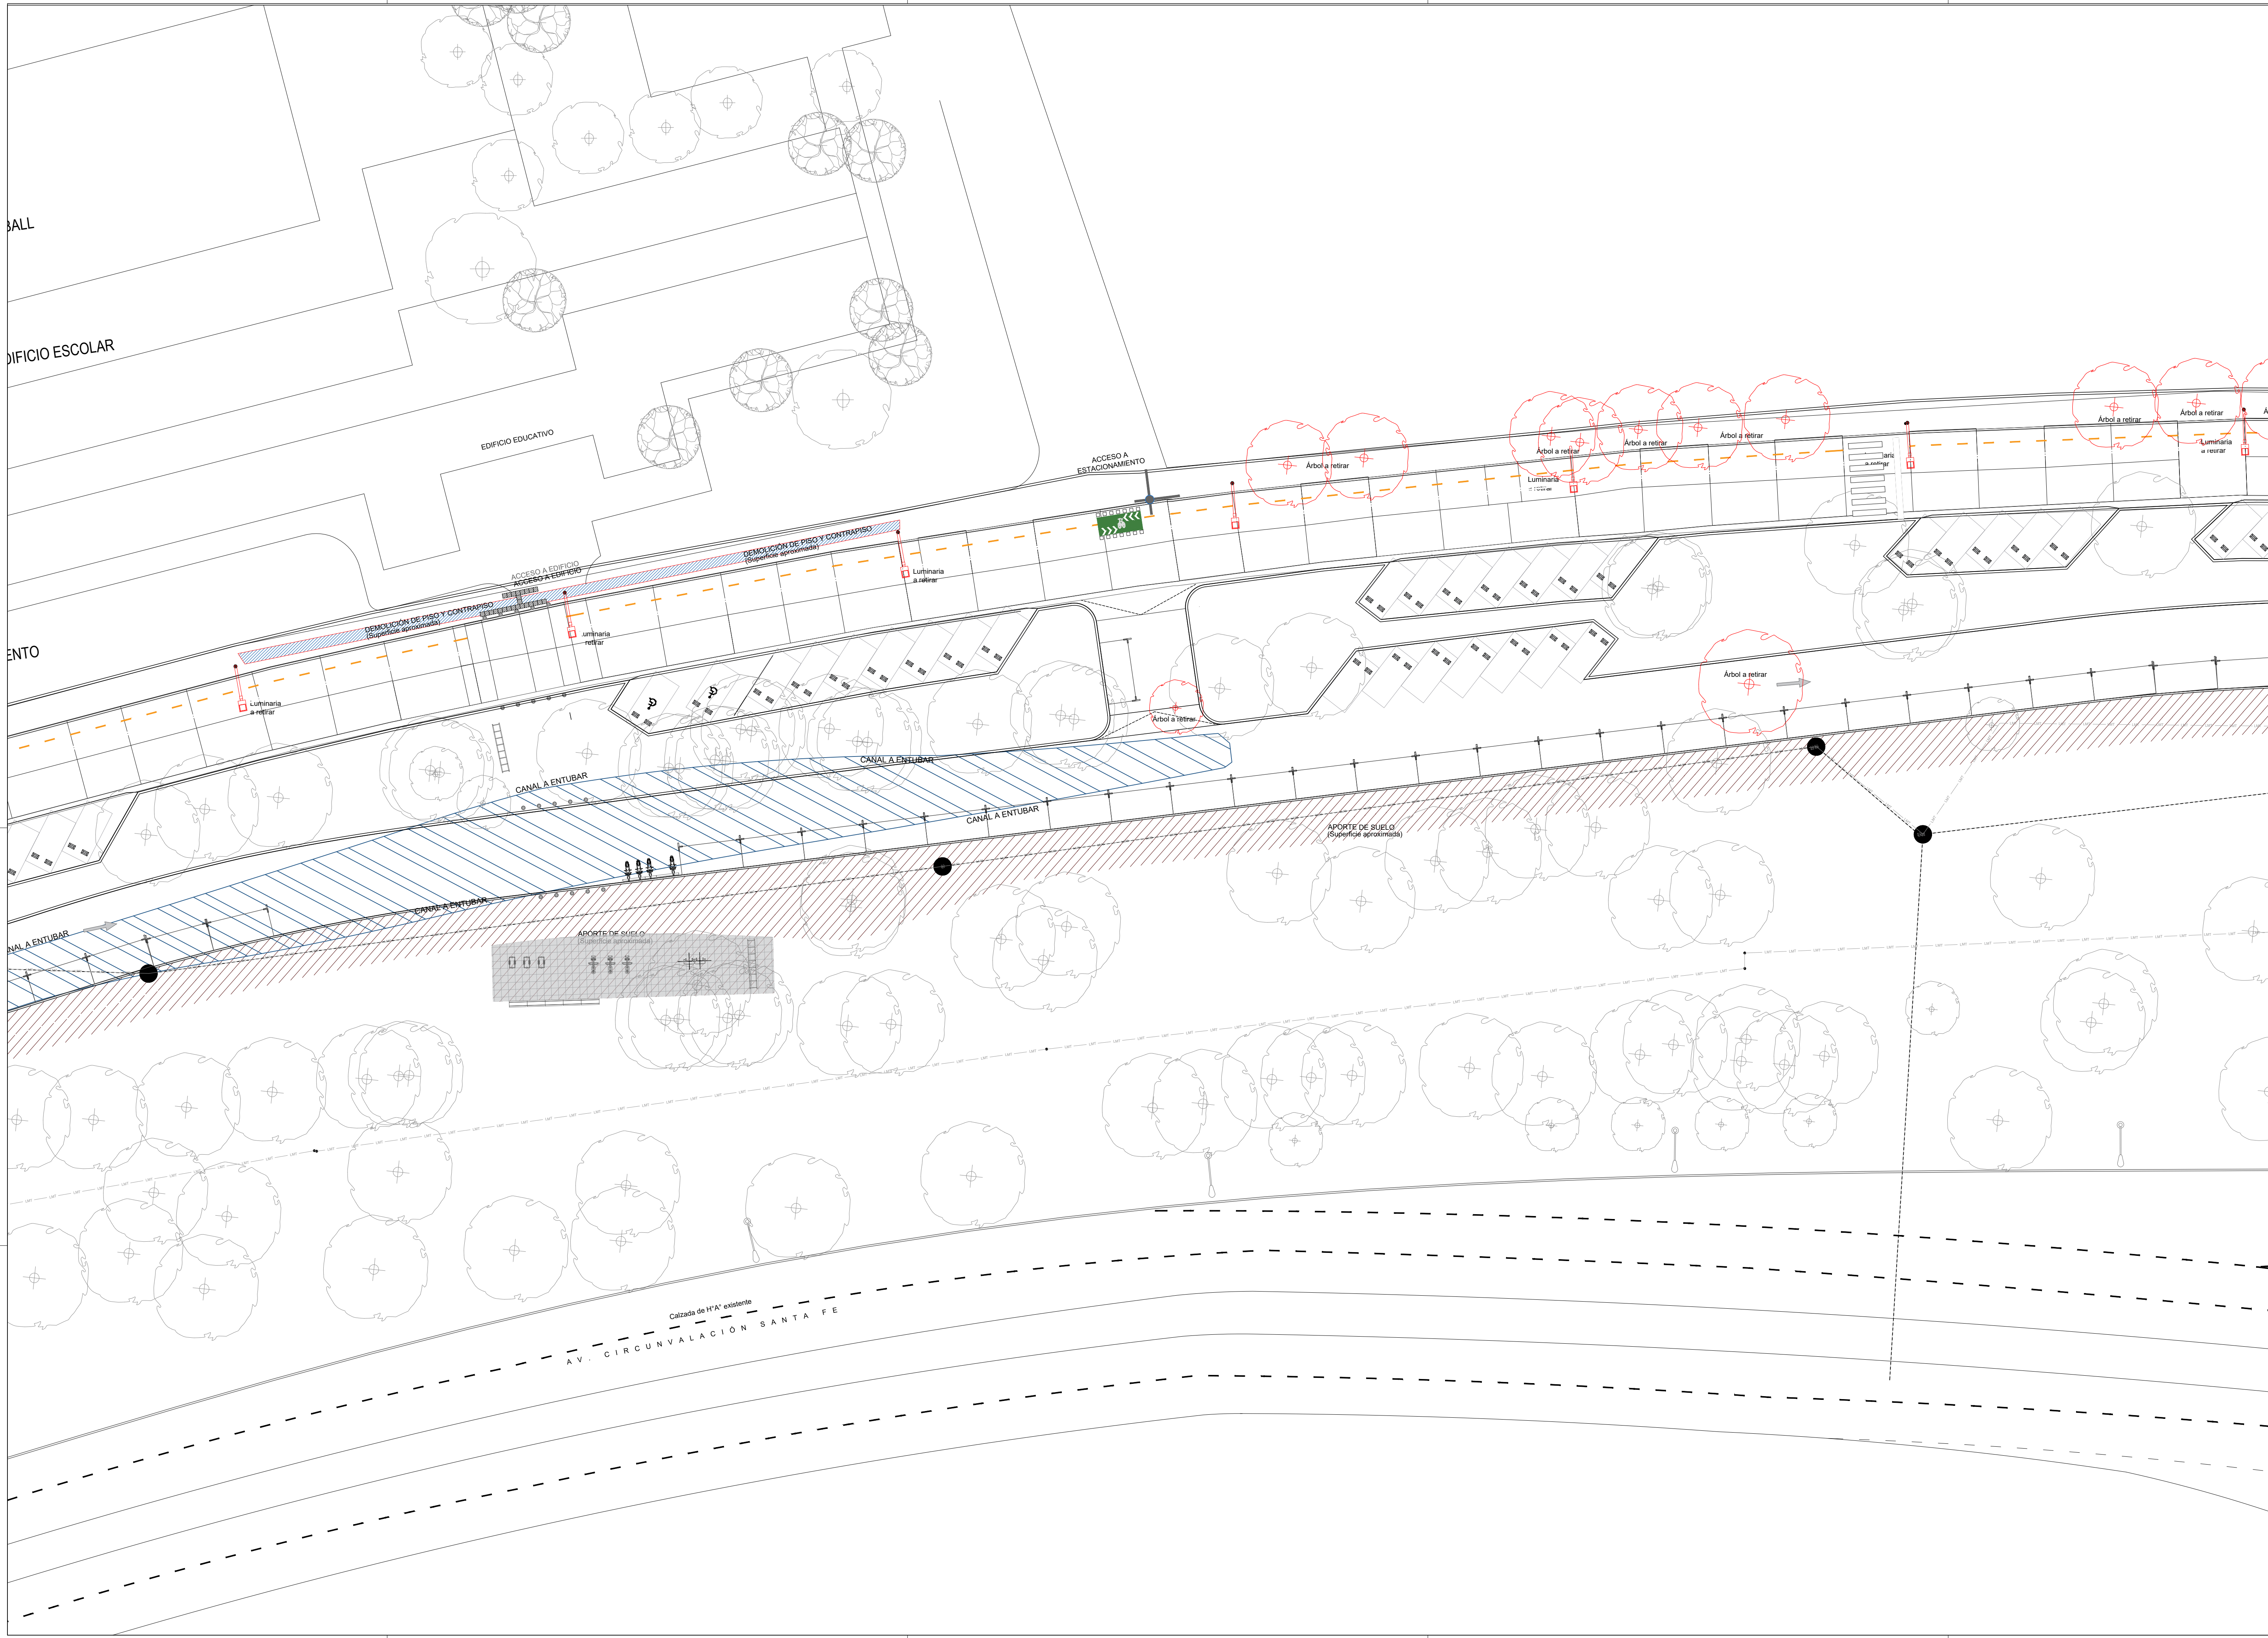 BALL
DIFICIO ESCOLAR
EDIFICIO EDUCATIVO
ENTO
ACCESO A
ESTACIONAMIENTO
ACCESO A EDIFICIO
ACCESO A EDIFICIO
DEMOLICIÓN DE PISO Y CONTRAPISO
(Superficie aproximada)
DEMOLICIÓN DE PISO Y CONTRAPISO
(Superficie aproximada)
Luminaria
a retirar
uminaria
retirar
Luminaria
a retirar
Árbol a retirar
Luminaria
Árbol a retirar
Árbol a retirar
Árbol a retirar
a retirar
Árbol a retirar
Árbol a retirar
Luminaria
a retirar
Árbol a retirar
Árbol a retirar
CANAL A ENTUBAR
CANAL A ENTUBAR
CANAL A ENTUBAR
CANAL A ENTUBAR
NAL A ENTUBAR
APORTE DE SUELO
(Superficie aproximada)
APORTE DE SUELO
(Superficie aproximada)
Calzada de H°A° existente
AV. CIRCUNVALACIÓN SANTA FE